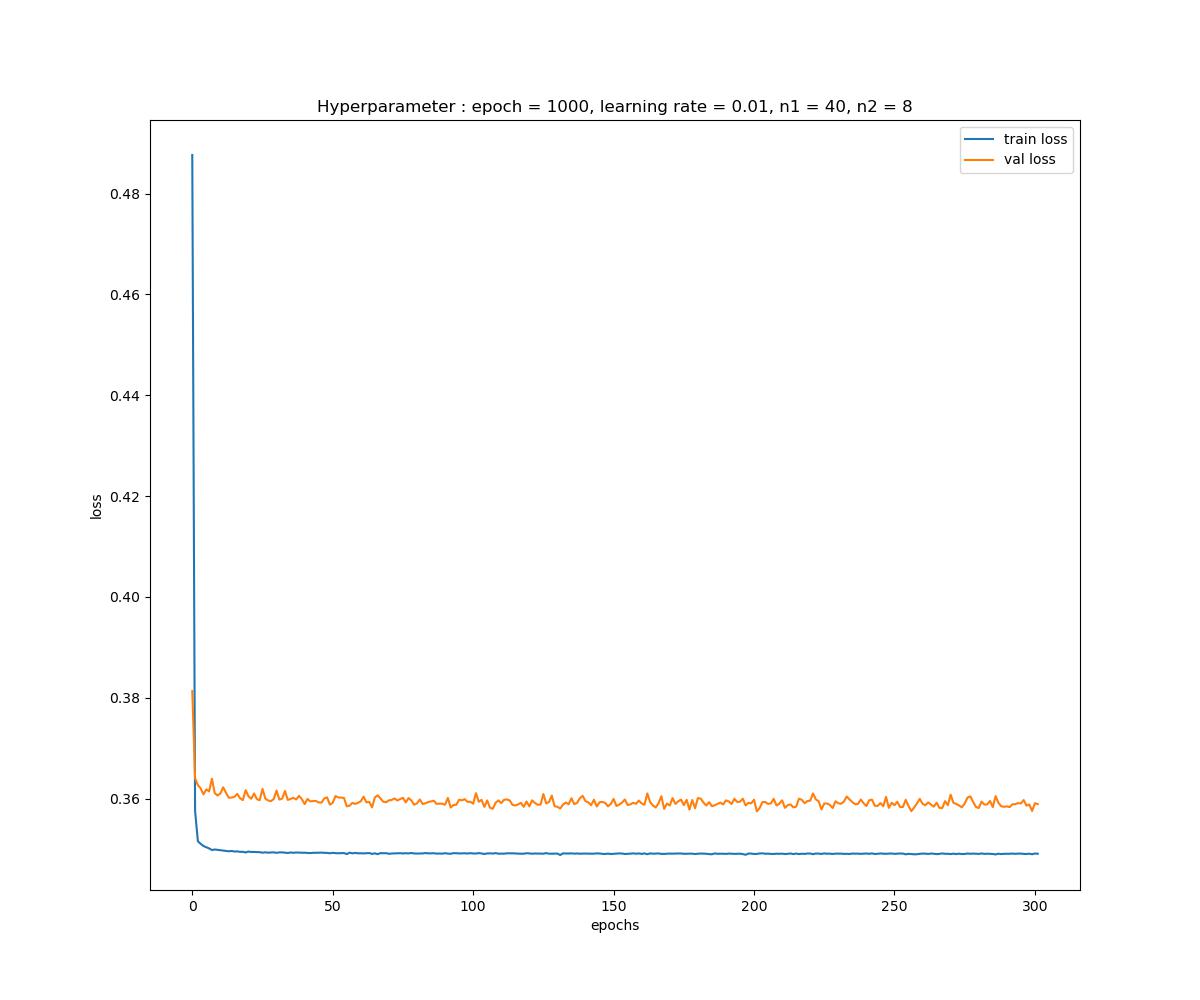 Hyperparameter : epoch = 1000, learning rate = 0.01, n1 = 40, n2 = 8
train loss
val loss
0.48
0.46
0.44
0.42
0.40
0.38
0.36
loss
0 50 100 150 200 250 300
epochs